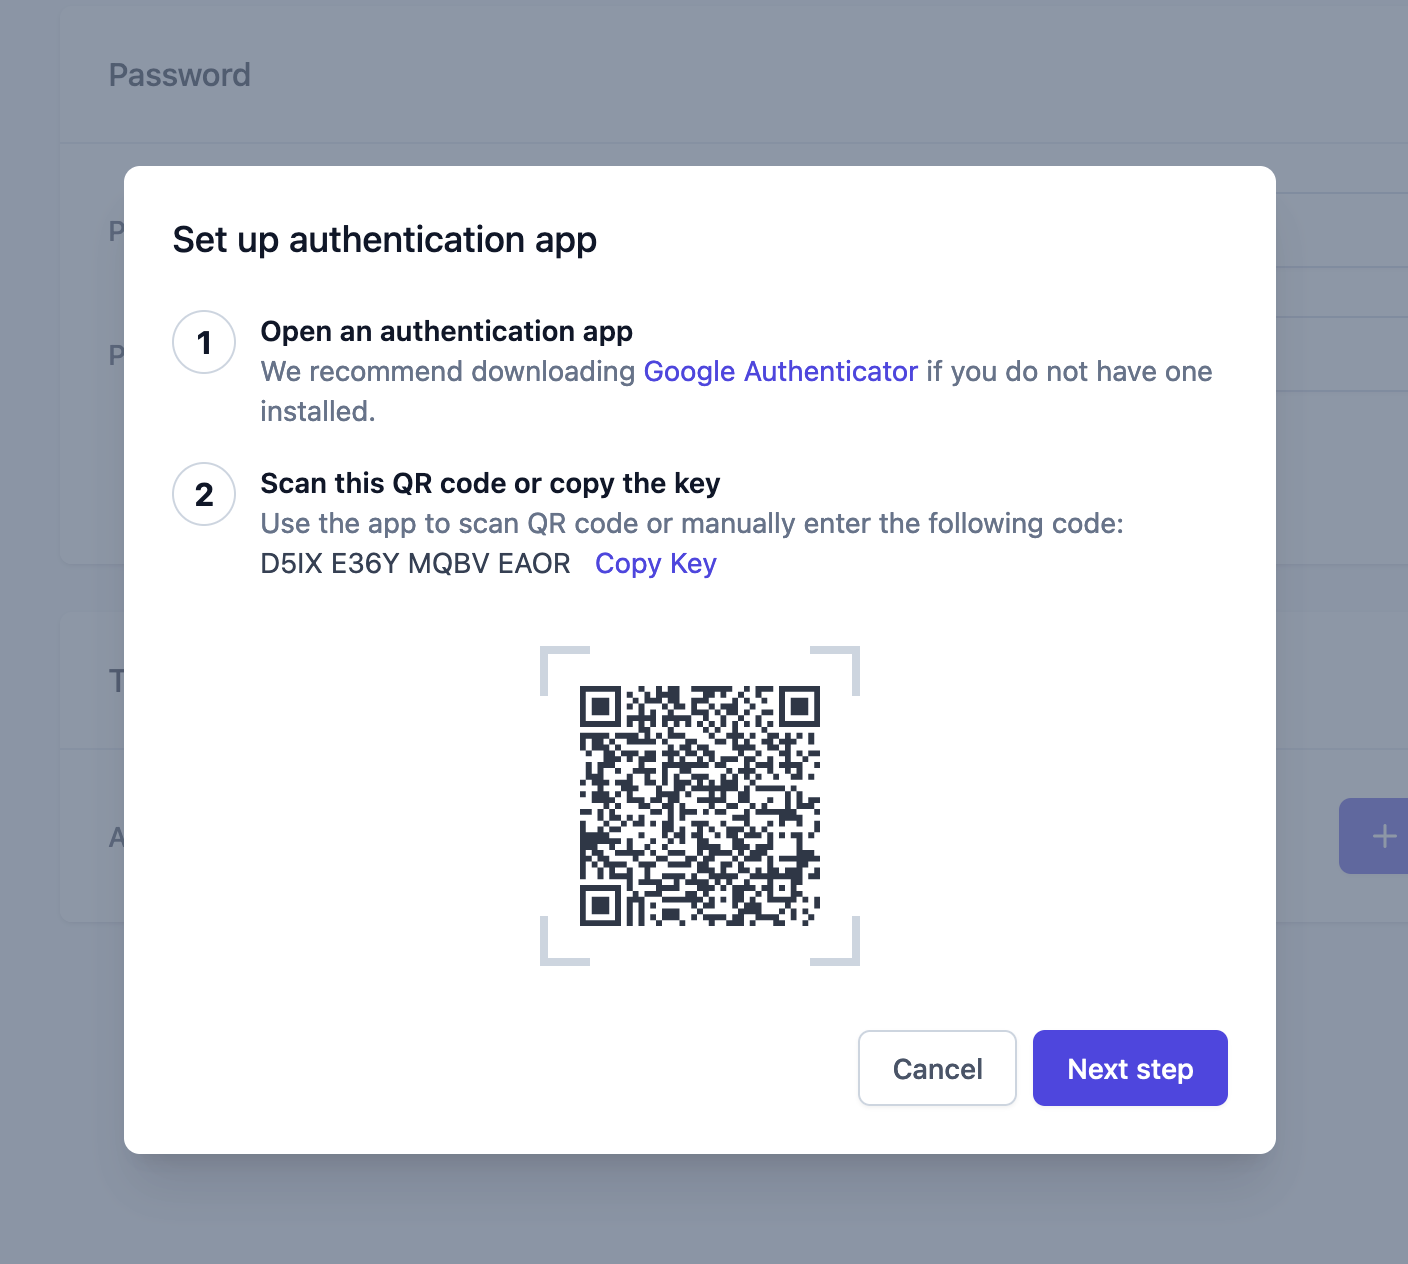 Password
Set up authentication app
1
Open an authentication app
We recommend downloading Google Authenticator if you do not have one
installed.
2
Scan this QR code or copy the key
Use the app to scan QR code or manually enter the following code:
D5IX E36Y MQBV EAOR Copy Key
Cancel
Next step